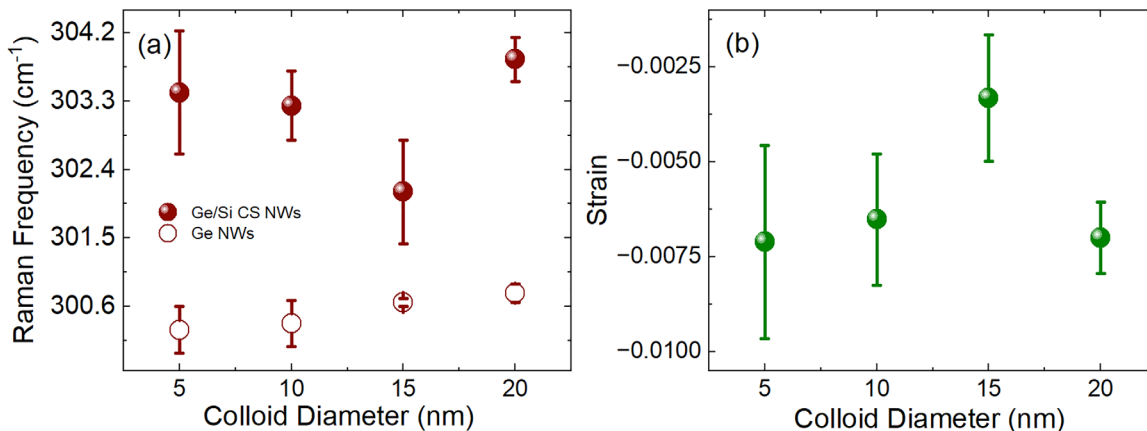 (a)
Raman Frequency (cm⁻¹)
304.2
303.3
302.4
301.5
300.6
Ge/Si CS NWs
Ge NWs
5 10 15 20
Colloid Diameter (nm)
(b)
Strain
−0.0025
−0.0050
−0.0075
−0.0100
5 10 15 20
Colloid Diameter (nm)